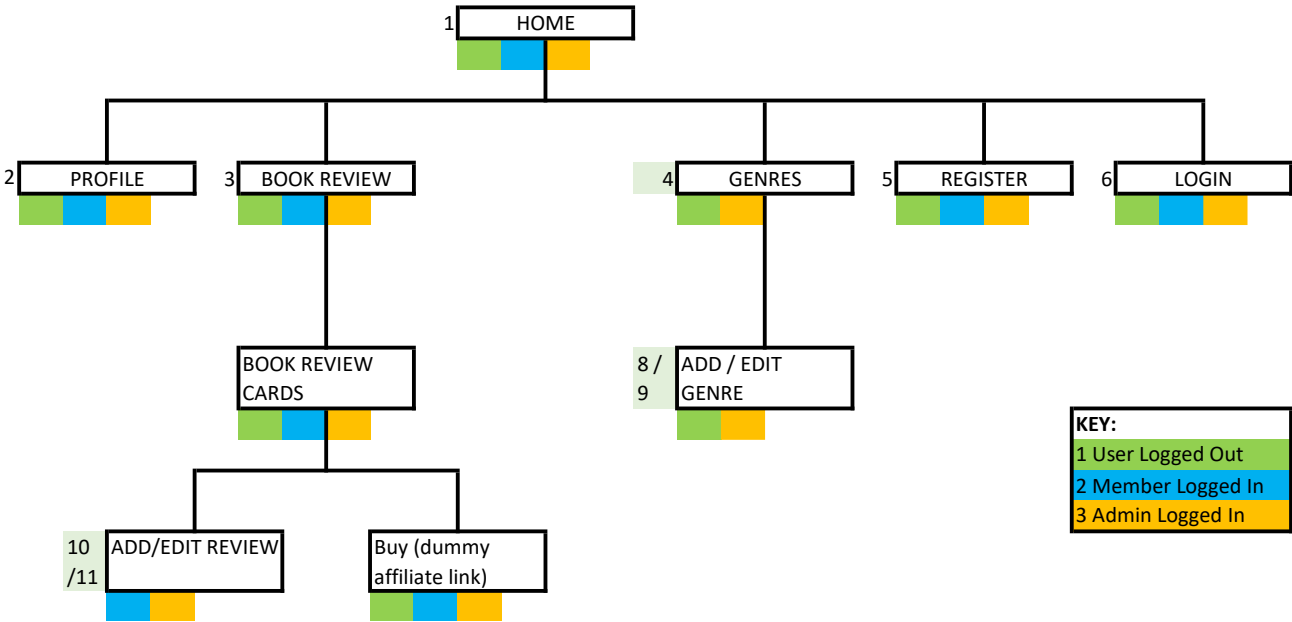 1 HOME
2 PROFILE
3 BOOK REVIEW
4 GENRES
5 REGISTER
6 LOGIN
BOOK REVIEW
CARDS
8 /
9
ADD / EDIT
GENRE
KEY:
1 User Logged Out
2 Member Logged In
3 Admin Logged In
10
/11
ADD/EDIT REVIEW
Buy (dummy
affiliate link)